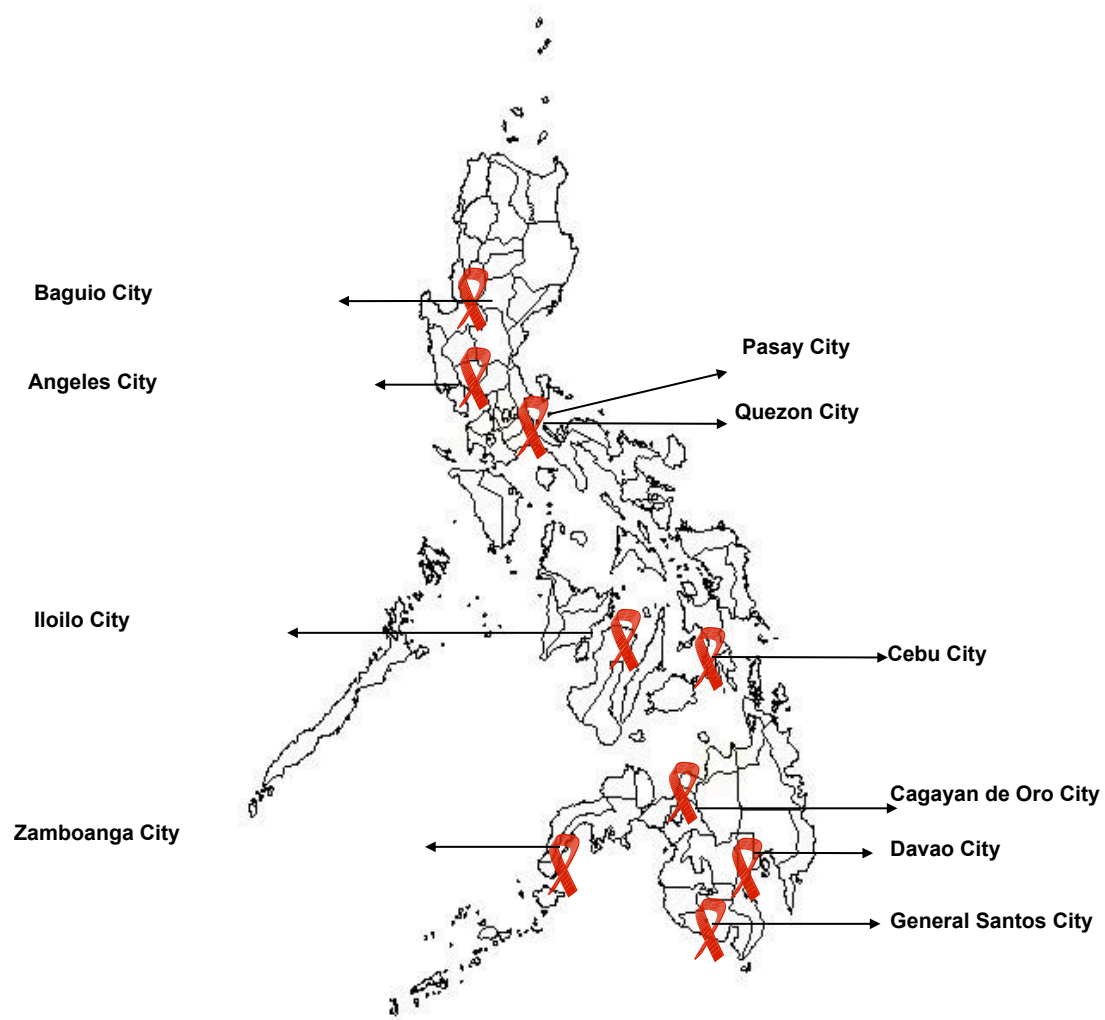 Baguio City
Pasay City
Angeles City
Quezon City
Iloilo City
Cebu City
Cagayan de Oro City
Zamboanga City
Davao City
General Santos City